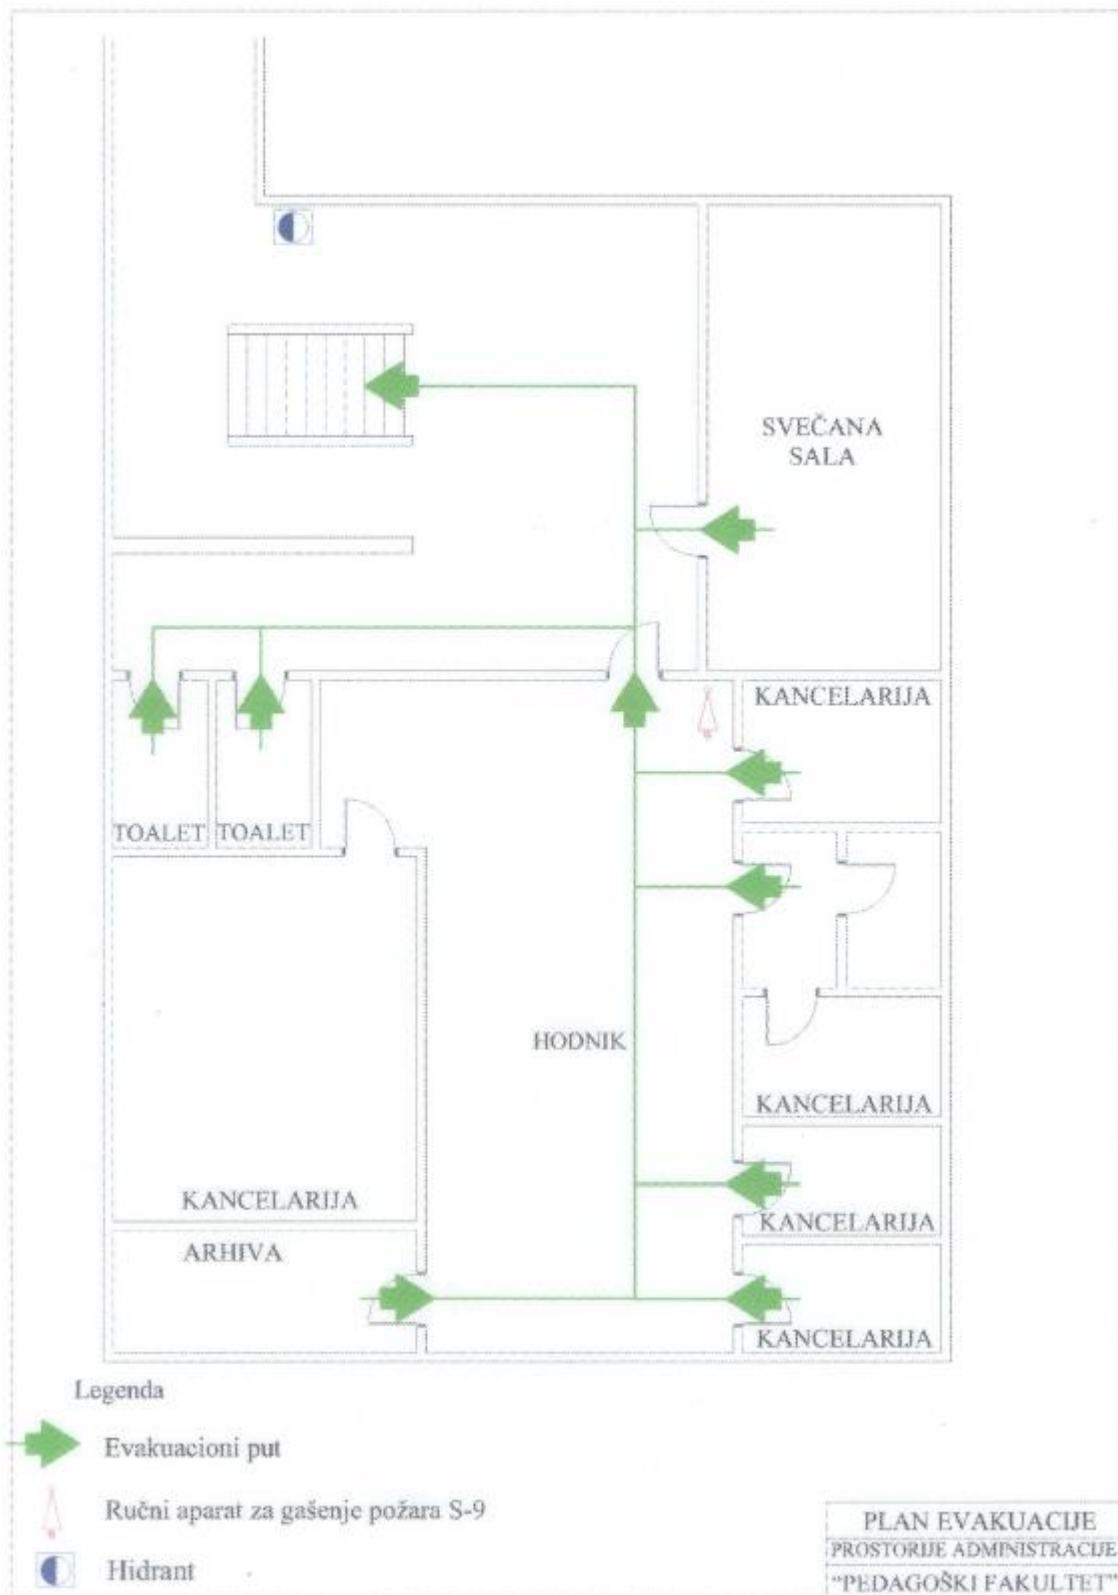 SVEČANA
SALA
KANCELARIJA
TOALET
TOALET
HODNIK
KANCELARIJA
KANCELARIJA
KANCELARIJA
ARHIVA
KANCELARIJA
Legenda
Evakuacioni put
Ručni aparat za gašenje požara S-9
Hidrant
PLAN EVAKUACIJE
PROSTORIJE ADMINISTRACIJE
"PEDAGOŠKI FAKULTET"